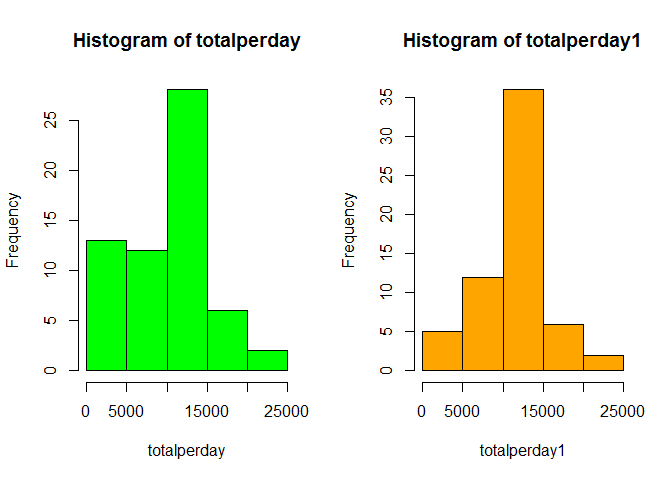 Histogram of totalperday
Frequency
0 5 10 15 20 25
0 5000 15000 25000
totalperday
Histogram of totalperday1
Frequency
0 5 10 15 20 25 30 35
0 5000 15000 25000
totalperday1